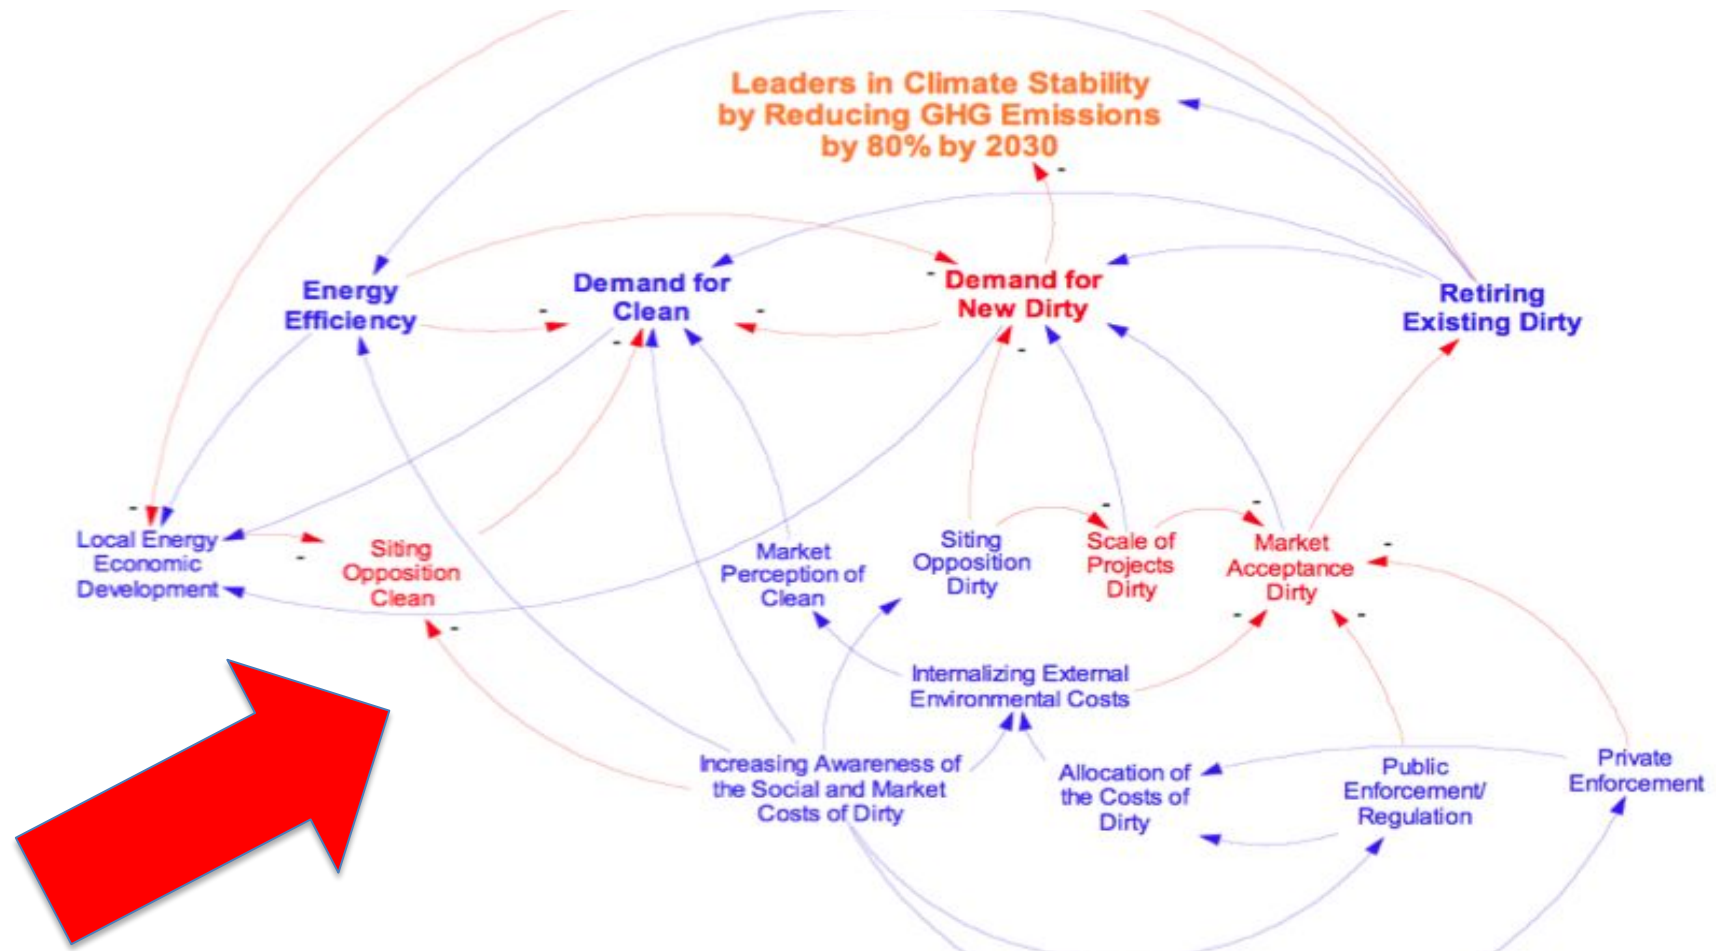 Leaders in Climate Stability
by Reducing GHG Emissions
by 80% by 2030
-
Energy
Efficiency
-
Demand for
Clean
-
-
-
Demand for
New Dirty
-
Retiring
Existing Dirty
-
Local Energy
Economic
Development
-
Siting
Opposition
Clean
-
Market
Perception of
Clean
Siting
Opposition
Dirty
-
Scale of
Projects
Dirty
-
Market
Acceptance
Dirty
-
-
-
Internalizing External
Environmental Costs
Increasing Awareness of
the Social and Market
Costs of Dirty
Allocation of
the Costs of
Dirty
Public
Enforcement/
Regulation
Private
Enforcement